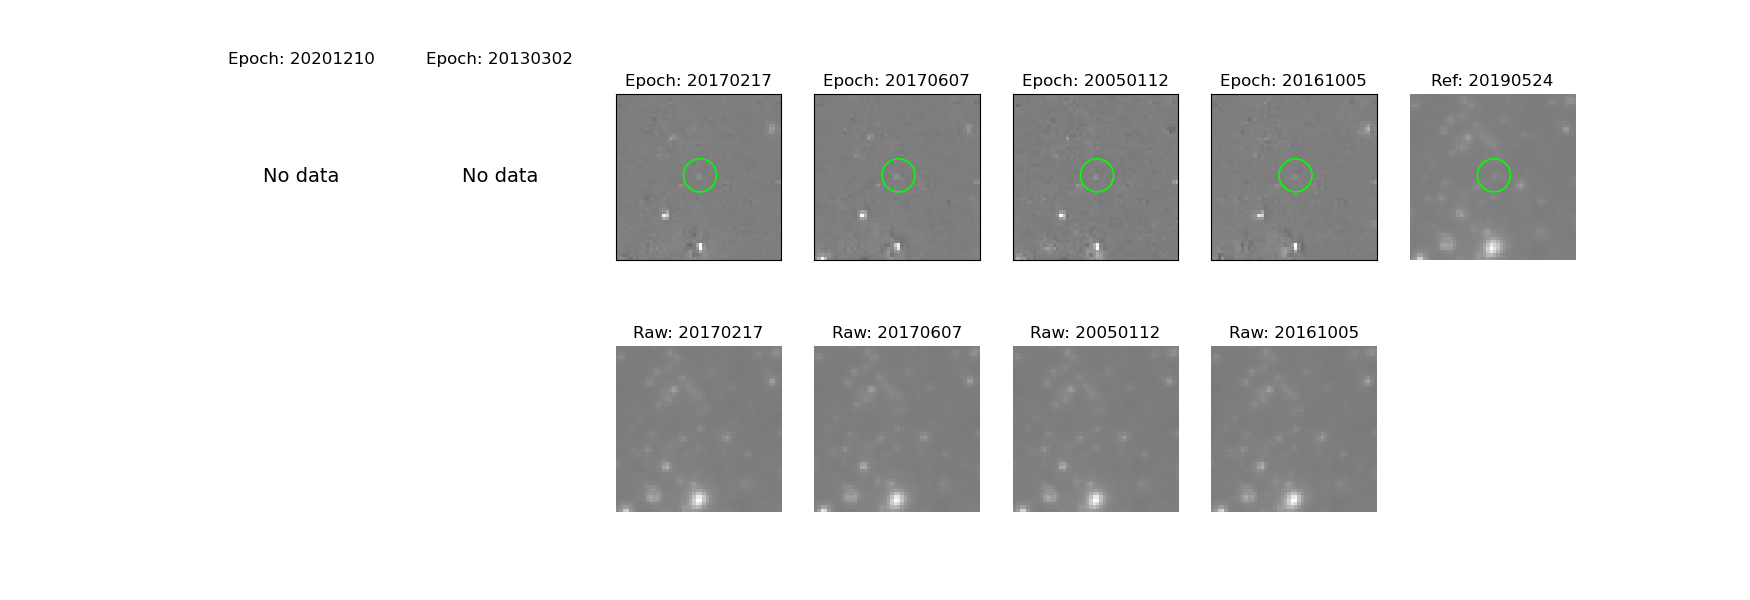 Epoch: 20201210
Epoch: 20130302
Epoch: 20170217
Epoch: 20170607
Epoch: 20050112
Epoch: 20161005
Ref: 20190524
No data
No data
Raw: 20170217
Raw: 20170607
Raw: 20050112
Raw: 20161005